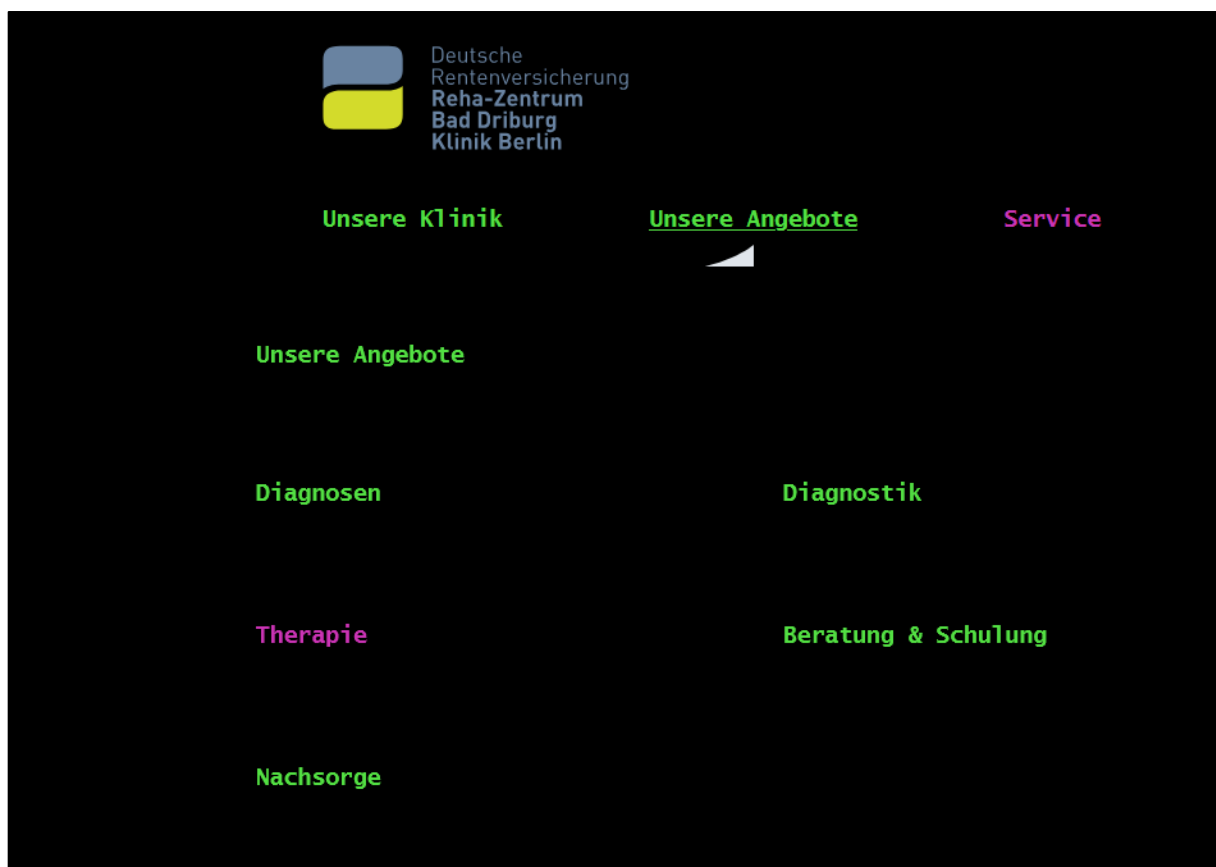 Deutsche
Rentenversicherung
Reha-Zentrum
Bad Driburg
Klinik Berlin
Unsere Klinik Unsere Angebote Service
Unsere Angebote
Diagnosen Diagnostik
Therapie Beratung & Schulung
Nachsorge